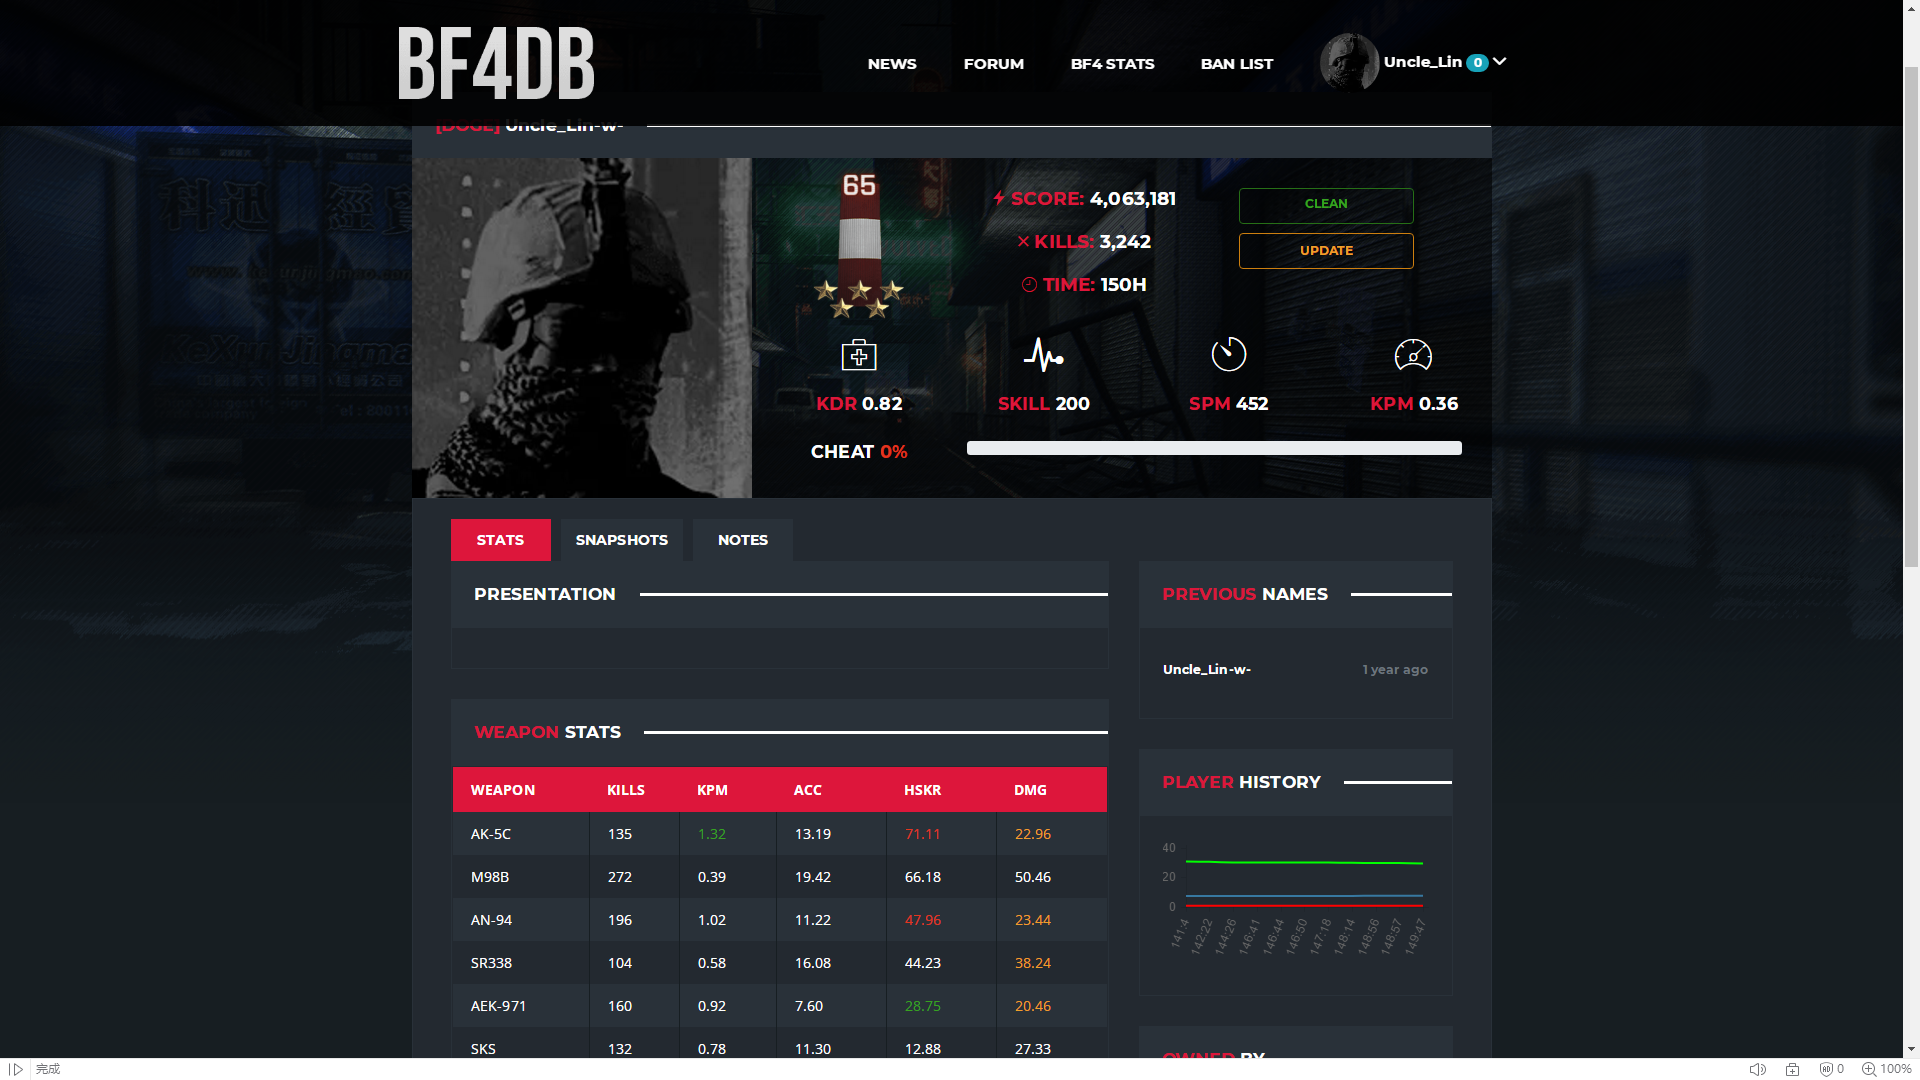 BF4DB
NEWS FORUM BF4 STATS BAN LIST Uncle_Lin 0
[DOGE] Uncle_Lin-w-
65
SCORE: 4,063,181
KILLS: 3,242
TIME: 150H
CLEAN
UPDATE
KDR 0.82 SKILL 200 SPM 452 KPM 0.36
CHEAT 0%
STATS SNAPSHOTS NOTES
PRESENTATION
PREVIOUS NAMES
Uncle_Lin-w- 1 year ago
WEAPON STATS
WEAPON KILLS KPM ACC HSKR DMG
AK-5C 135 1.32 13.19 71.11 22.96
M98B 272 0.39 19.42 66.18 50.46
AN-94 196 1.02 11.22 47.96 23.44
SR338 104 0.58 16.08 44.23 38.24
AEK-971 160 0.92 7.60 28.75 20.46
SKS 132 0.78 11.30 12.88 27.33
PLAYER HISTORY
40
20
0
141:4 142:22 144:26 146:41 146:44 146:50 147:18 148:14 148:56 148:57 149:47
OWNED BY
完成 0 100%